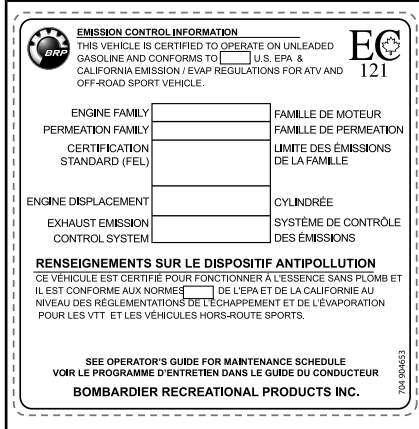 EMISSION CONTROL INFORMATION
BRP
THIS VEHICLE IS CERTIFIED TO OPERATE ON UNLEADED
GASOLINE AND CONFORMS TO U.S. EPA &
CALIFORNIA EMISSION / EVAP REGULATIONS FOR ATV AND
OFF-ROAD SPORT VEHICLE.
EC
121
ENGINE FAMILY FAMILLE DE MOTEUR
PERMEATION FAMILY FAMILLE DE PERMEATION
CERTIFICATION LIMITE DES ÉMISSIONS
STANDARD (FEL) DE LA FAMILLE
ENGINE DISPLACEMENT CYLINDRÉE
EXHAUST EMISSION SYSTÈME DE CONTRÔLE
CONTROL SYSTEM DES ÉMISSIONS
RENSEIGNEMENTS SUR LE DISPOSITIF ANTIPOLLUTION
CE VÉHICULE EST CERTIFIÉ POUR FONCTIONNER À L'ESSENCE SANS PLOMB ET
IL EST CONFORME AUX NORMES DE L'EPA ET DE LA CALIFORNIE AU
NIVEAU DES RÉGLEMENTATIONS DE L'ÉCHAPPEMENT ET DE L'ÉVAPORATION
POUR LES VTT ET LES VÉHICULES HORS-ROUTE SPORTS.
SEE OPERATOR'S GUIDE FOR MAINTENANCE SCHEDULE
VOIR LE PROGRAMME D'ENTRETIEN DANS LE GUIDE DU CONDUCTEUR
BOMBARDIER RECREATIONAL PRODUCTS INC.
704 904653